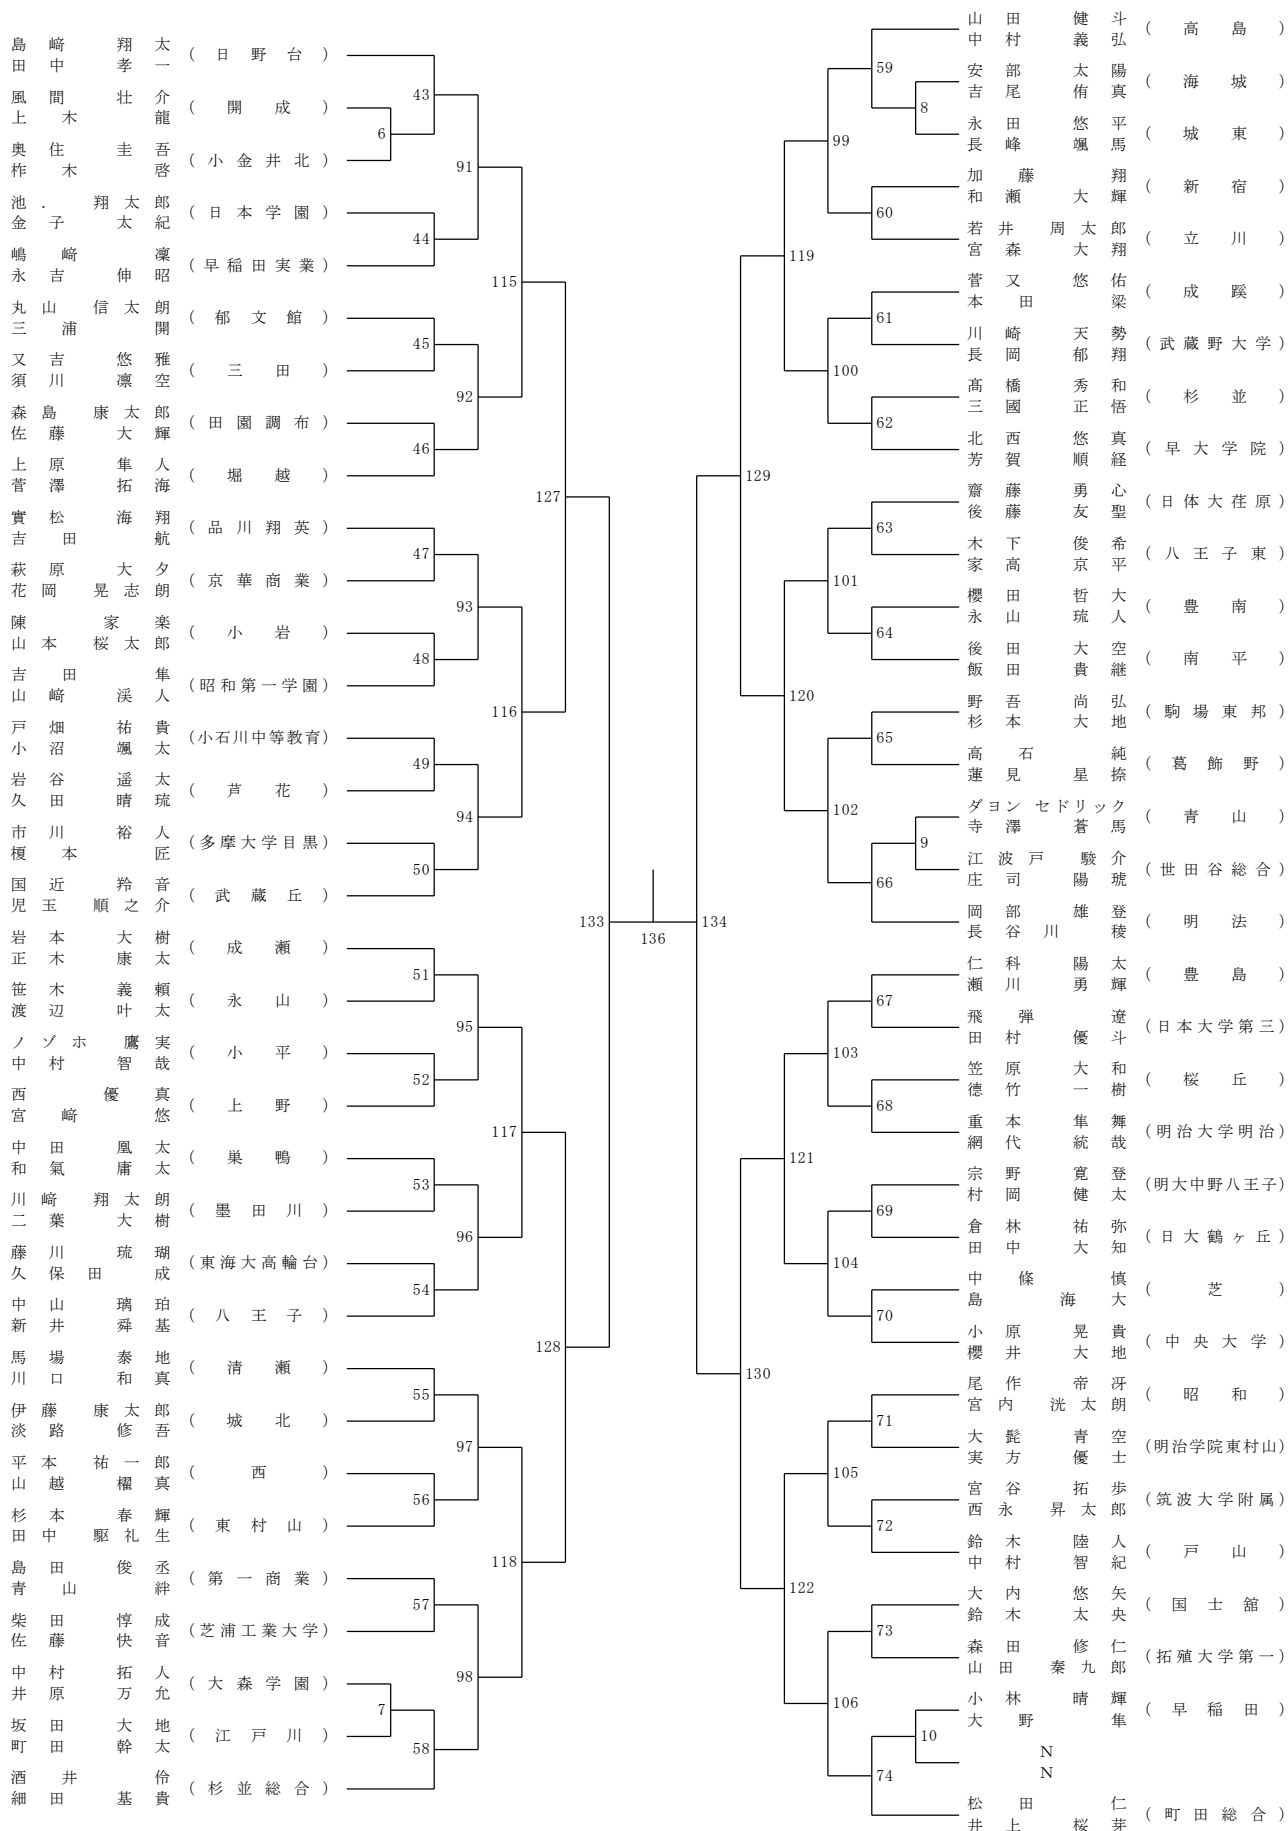 島﨑 翔太
田中 孝一
(日野台)
風間 壮介
上木 龍
(開成)
奥住 圭吾
柞木 啓
(小金井北)
池. 翔太郎
金子 太紀
(日本学園)
嶋﨑 凜
永吉 伸昭
(早稲田実業)
丸山 信太朗
三浦 開
(郁文館)
又吉 悠雅
須川 凛空
(三田)
森島 康太郎
佐藤 大輝
(田園調布)
上原 隼人
菅澤 拓海
(堀越)
實松 海翔
吉田 航
(品川翔英)
萩原 大夕
花岡 晃志朗
(京華商業)
陳 家楽
山本 桜太郎
(小岩)
吉田 隼
山﨑 渓人
(昭和第一学園)
戸畑 祐貴
小沼 颯太
(小石川中等教育)
岩谷 遥太
久田 晴琉
(芦花)
市川 裕人
榎本 匠
(多摩大学目黒)
国近 羚音
児玉 順之介
(武蔵丘)
岩本 大樹
正木 康太
(成瀬)
笹木 義頼
渡辺 叶太
(永山)
ノゾホ 鷹実
中村 智哉
(小平)
西 優真
宮﨑 悠
(上野)
中田 凰太
和氣 庸太
(巣鴨)
川﨑 翔太朗
二葉 大樹
(墨田川)
藤川 琉瑚
久保田 成
(東海大高輪台)
中山 璃珀
新井 舜基
(八王子)
馬場 泰地
川口 和真
(清瀬)
伊藤 康太郎
淡路 修吾
(城北)
平本 祐一郎
山越 櫂真
(西)
杉本 春輝
田中 駆礼生
(東村山)
島田 俊丞
青山 絆
(第一商業)
柴田 惇成
佐藤 快音
(芝浦工業大学)
中村 拓人
井原 万允
(大森学園)
坂田 大地
町田 幹太
(江戸川)
酒井 伶
細田 基貴
(杉並総合)
6
7
43
44
45
46
47
48
49
50
51
52
53
54
55
56
57
58
91
92
93
94
95
96
97
98
115
116
117
118
127
128
133
136
134
129
130
119
120
121
122
99
100
101
102
103
104
105
106
59
60
61
62
63
64
65
66
67
68
69
70
71
72
73
74
8
9
10
山田 健斗
中村 義弘
(高島)
安部 太陽
吉尾 侑真
(海城)
永田 悠平
長峰 颯馬
(城東)
加藤 翔
和瀬 大輝
(新宿)
若井 周太郎
宮森 大翔
(立川)
菅又 悠佑
本田 梁
(成蹊)
川崎 天勢
長岡 郁翔
(武蔵野大学)
髙橋 秀和
三國 正悟
(杉並)
北西 悠真
芳賀 順経
(早大学院)
齋藤 勇心
後藤 友聖
(日体大荏原)
木下 俊希
家高 京平
(八王子東)
櫻田 哲大
永山 琉人
(豊南)
後田 大空
飯田 貴継
(南平)
野吾 尚弘
杉本 大地
(駒場東邦)
高石 純
蓮見 星捺
(葛飾野)
ダヨン セドリック
寺澤 蒼馬
(青山)
江波戸 駿介
庄司 陽琥
(世田谷総合)
岡部 雄登
長谷川 稜
(明法)
仁科 陽太
瀬川 勇輝
(豊島)
飛弾 遼
田村 優斗
(日本大学第三)
笠原 大和
德竹 一樹
(桜丘)
重本 隼舞
網代 統哉
(明治大学明治)
宗野 寛登
村岡 健太
(明大中野八王子)
倉林 祐弥
田中 大知
(日大鶴ヶ丘)
中條 慎
島 海大
(芝)
小原 晃貴
櫻井 大地
(中央大学)
尾作 帝冴
宮内 洸太朗
(昭和)
大髭 青空
実方 優士
(明治学院東村山)
宮谷 拓歩
西永 昇太郎
(筑波大学附属)
鈴木 陸人
中村 智紀
(戸山)
大内 悠矢
鈴木 太央
(国士舘)
森田 修仁
山田 秦九郎
(拓殖大学第一)
小林 晴輝
大野 隼
(早稲田)
N
N
松田 仁
井上 桜芽
(町田総合)